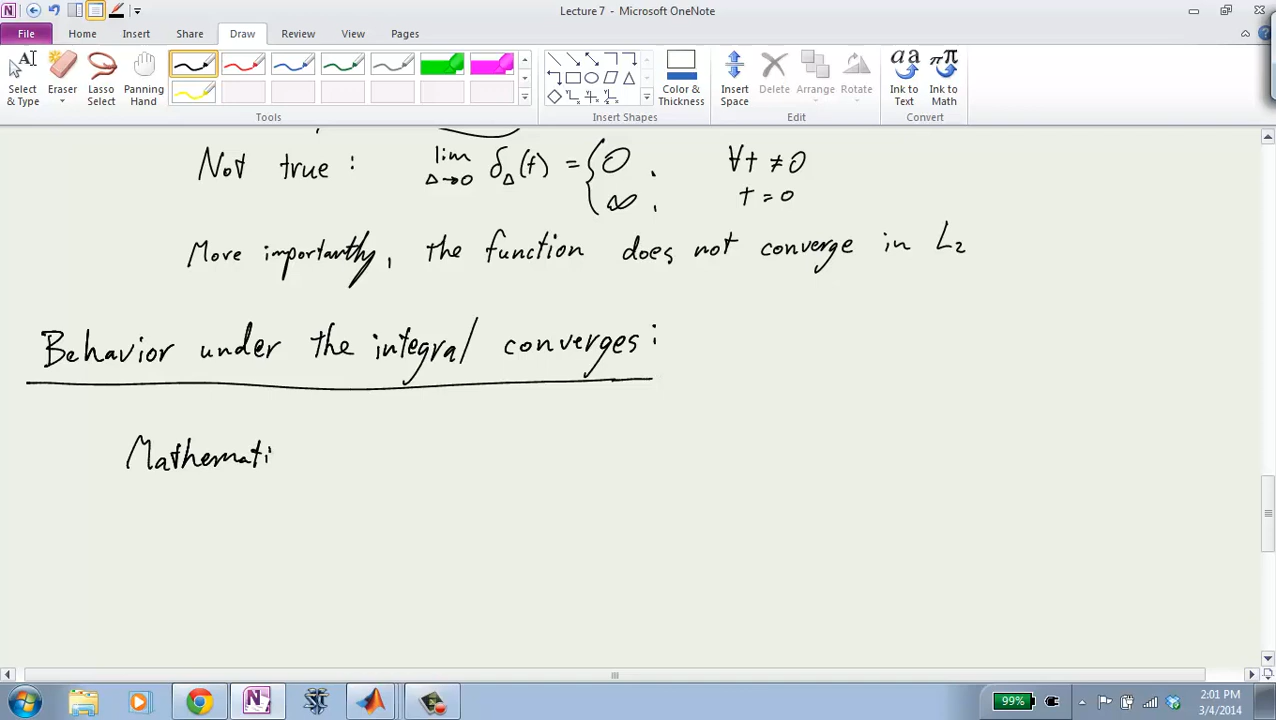 Lecture 7 - Microsoft OneNote
File Home Insert Share Draw Review View Pages
Select & Type
Eraser
Lasso Select
Panning Hand
Color & Thickness
Insert Space
Delete
Arrange
Rotate
Ink to Text
Ink to Math
Tools
Insert Shapes
Edit
Convert
Not true : lim Δ→0 δΔ(t) = { 0 , ∀t ≠ 0
∞ , t = 0
More importantly, the function does not converge in L2
Behavior under the integral converges :
Mathemati
99%
2:01 PM
3/4/2014